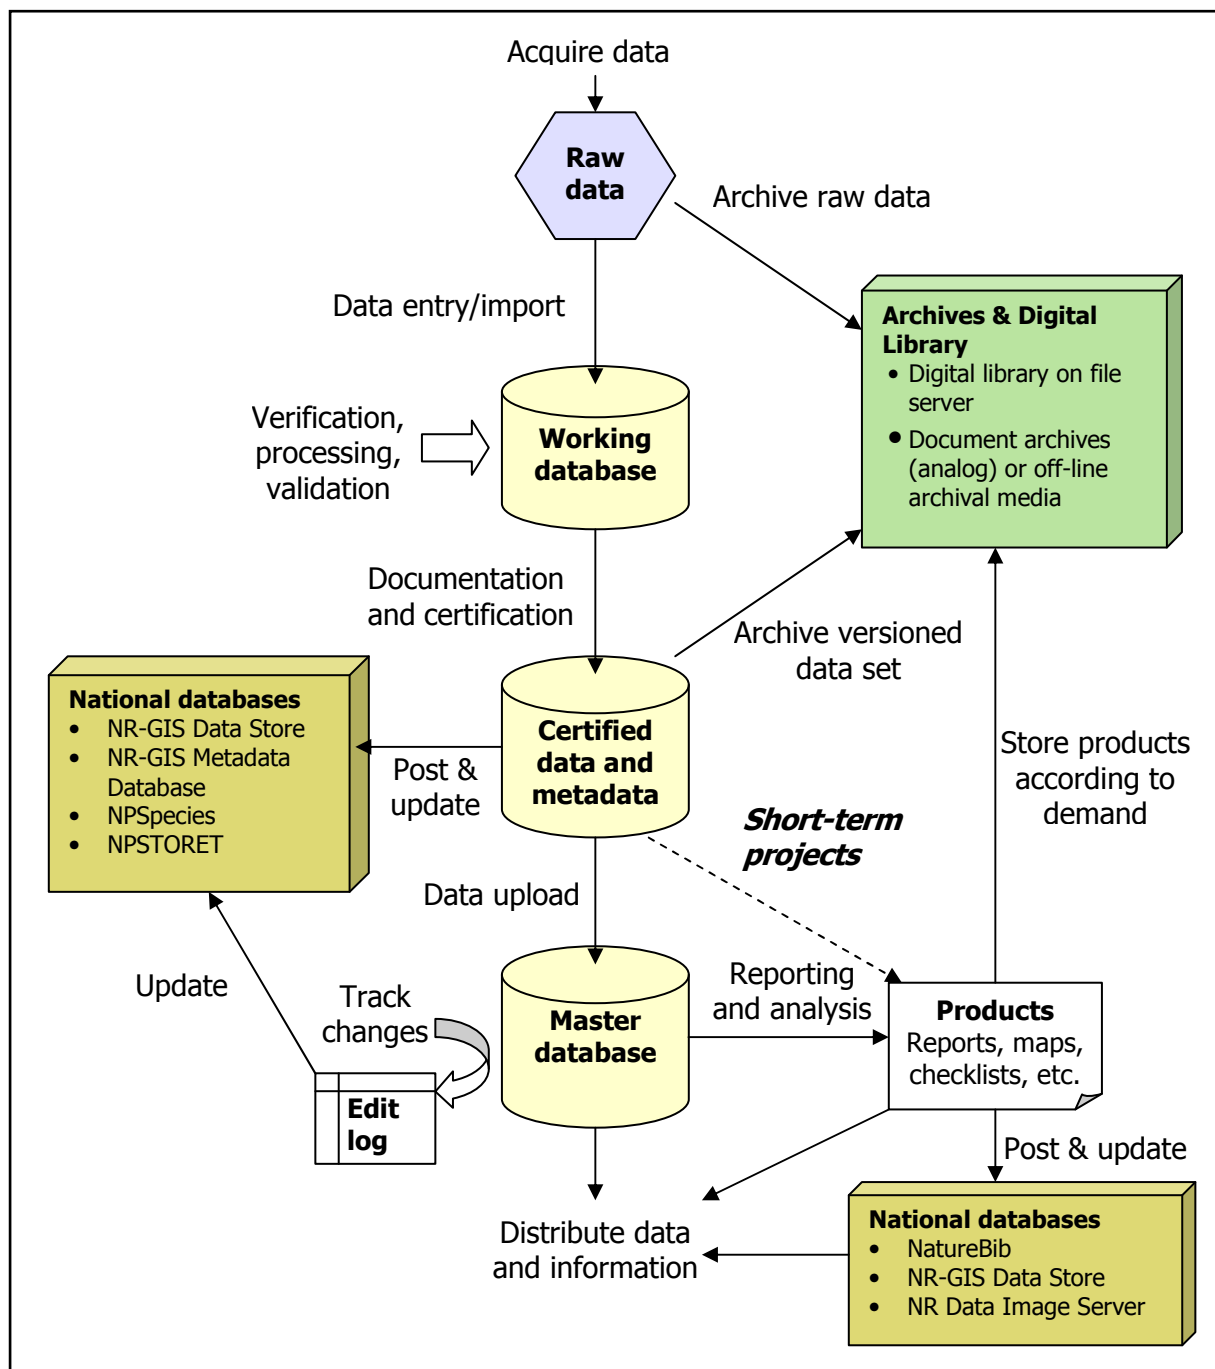 Acquire data
Raw
data
Archive raw data
Data entry/import
Archives & Digital
Library
• Digital library on file
server
• Document archives
(analog) or off-line
archival media
Verification,
processing,
validation
Working
database
Documentation
and certification
Archive versioned
data set
National databases
• NR-GIS Data Store
• NR-GIS Metadata
Database
• NPSpecies
• NPSTORET
Post &
update
Certified
data and
metadata
Store products
according to
demand
Short-term
projects
Data upload
Update
Track
changes
Master
database
Reporting
and analysis
Products
Reports, maps,
checklists, etc.
Edit
log
Post & update
Distribute data
and information
National databases
• NatureBib
• NR-GIS Data Store
• NR Data Image Server